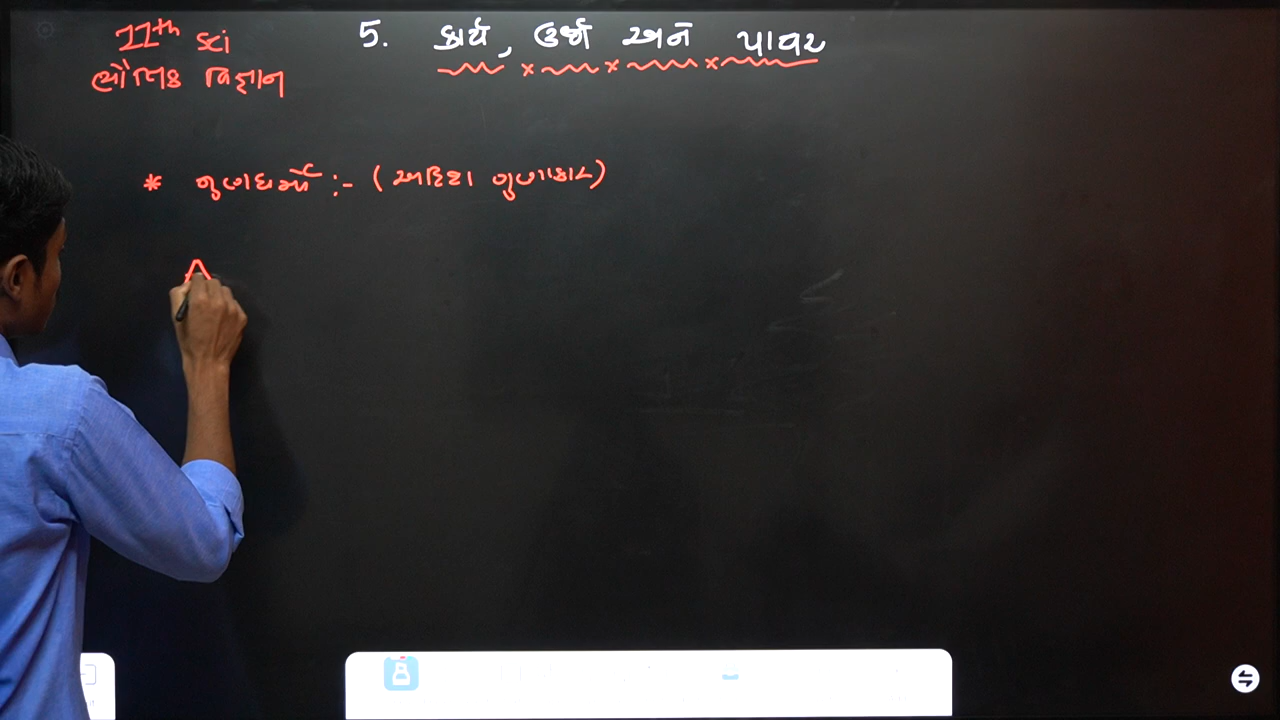 11th sci
ભૌતિક વિજ્ઞાન
5. કાર્ય, ઉર્જા અને પાવર
* ગુણધર્મો :- (અદિશ ગુણાકાર)
A